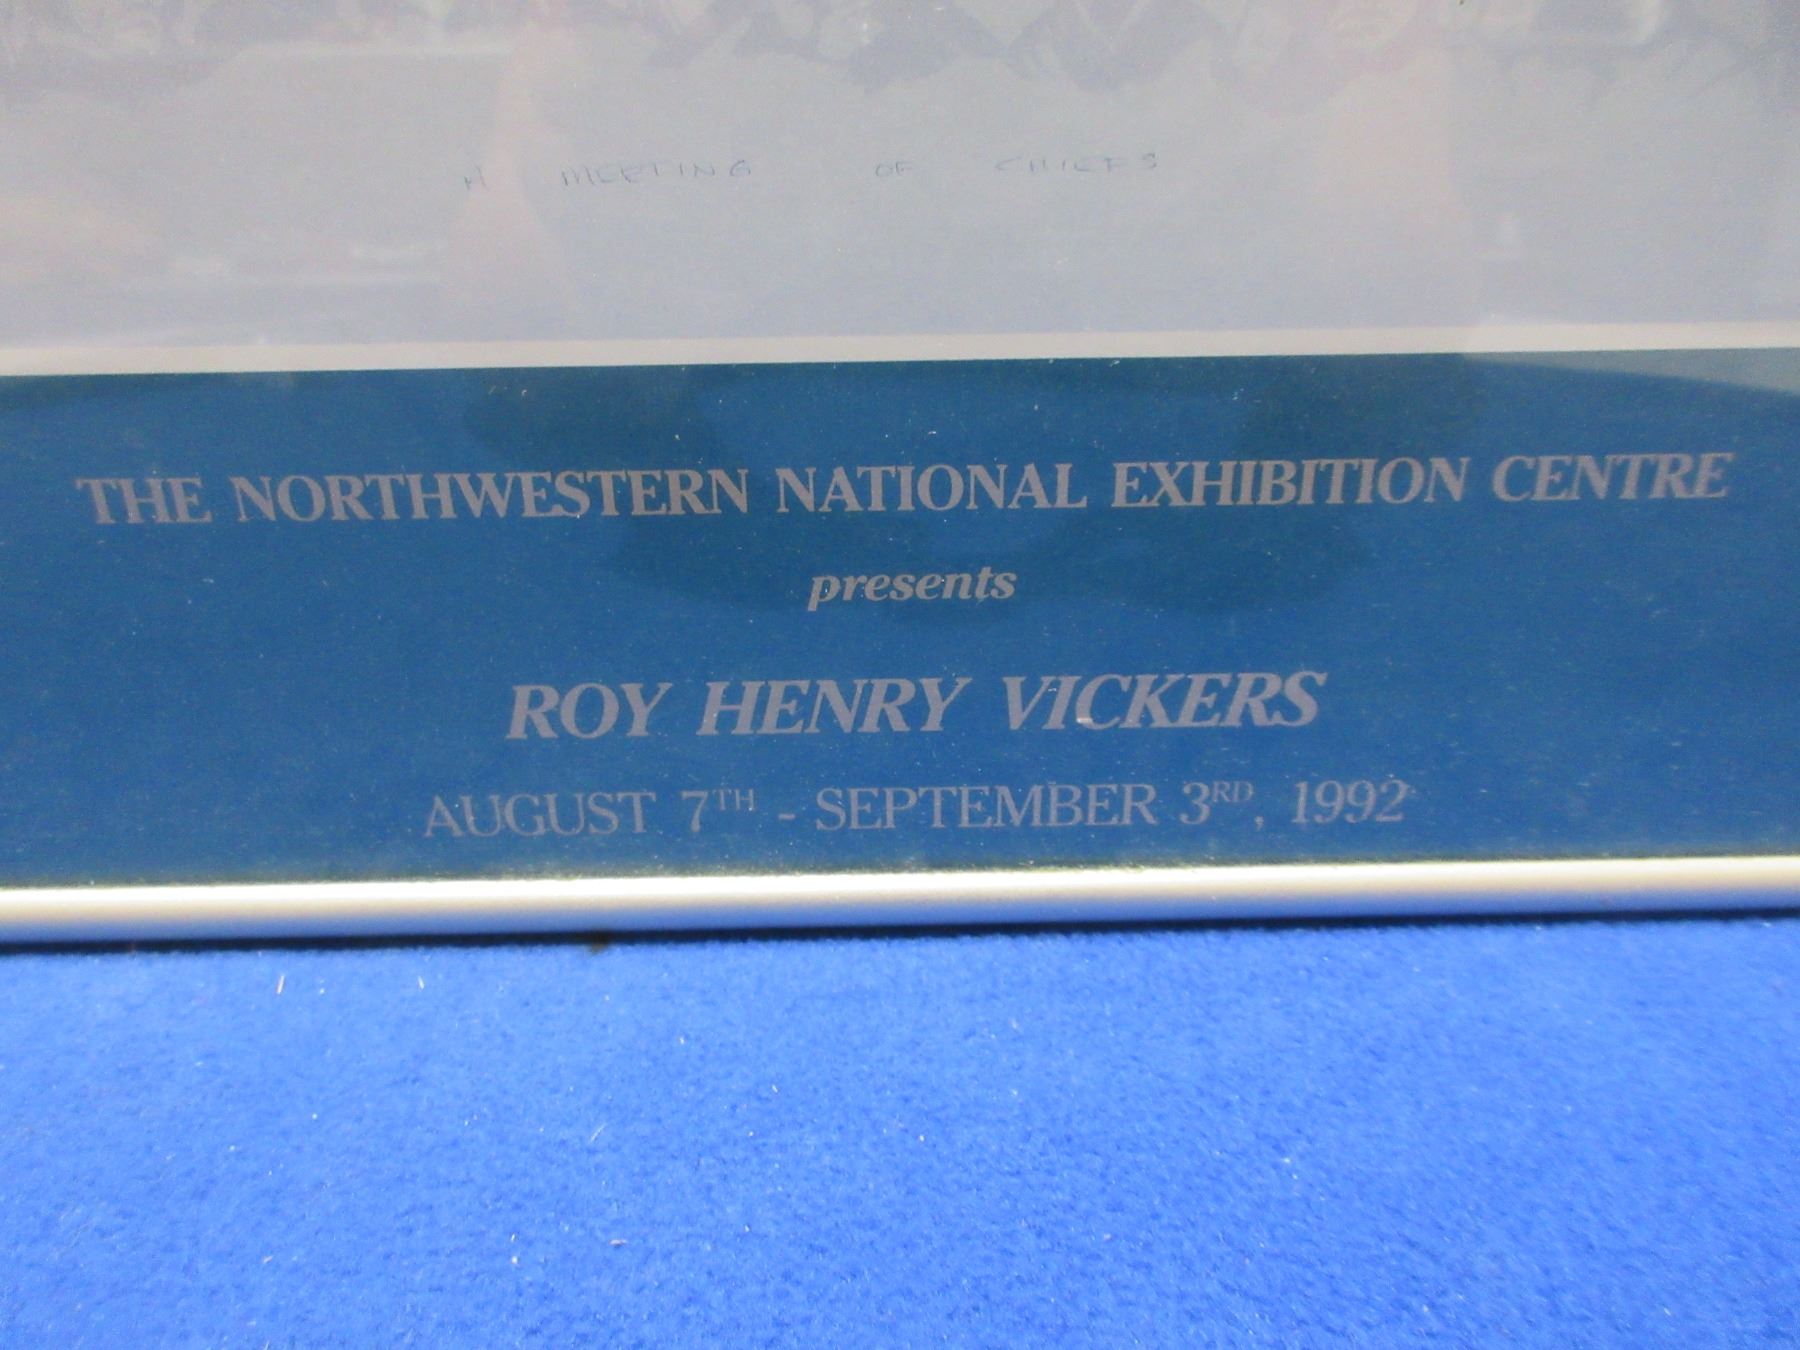 A MEETING OF CHIEFS
THE NORTHWESTERN NATIONAL EXHIBITION CENTRE
presents
ROY HENRY VICKERS
AUGUST 7TH - SEPTEMBER 3RD, 1992